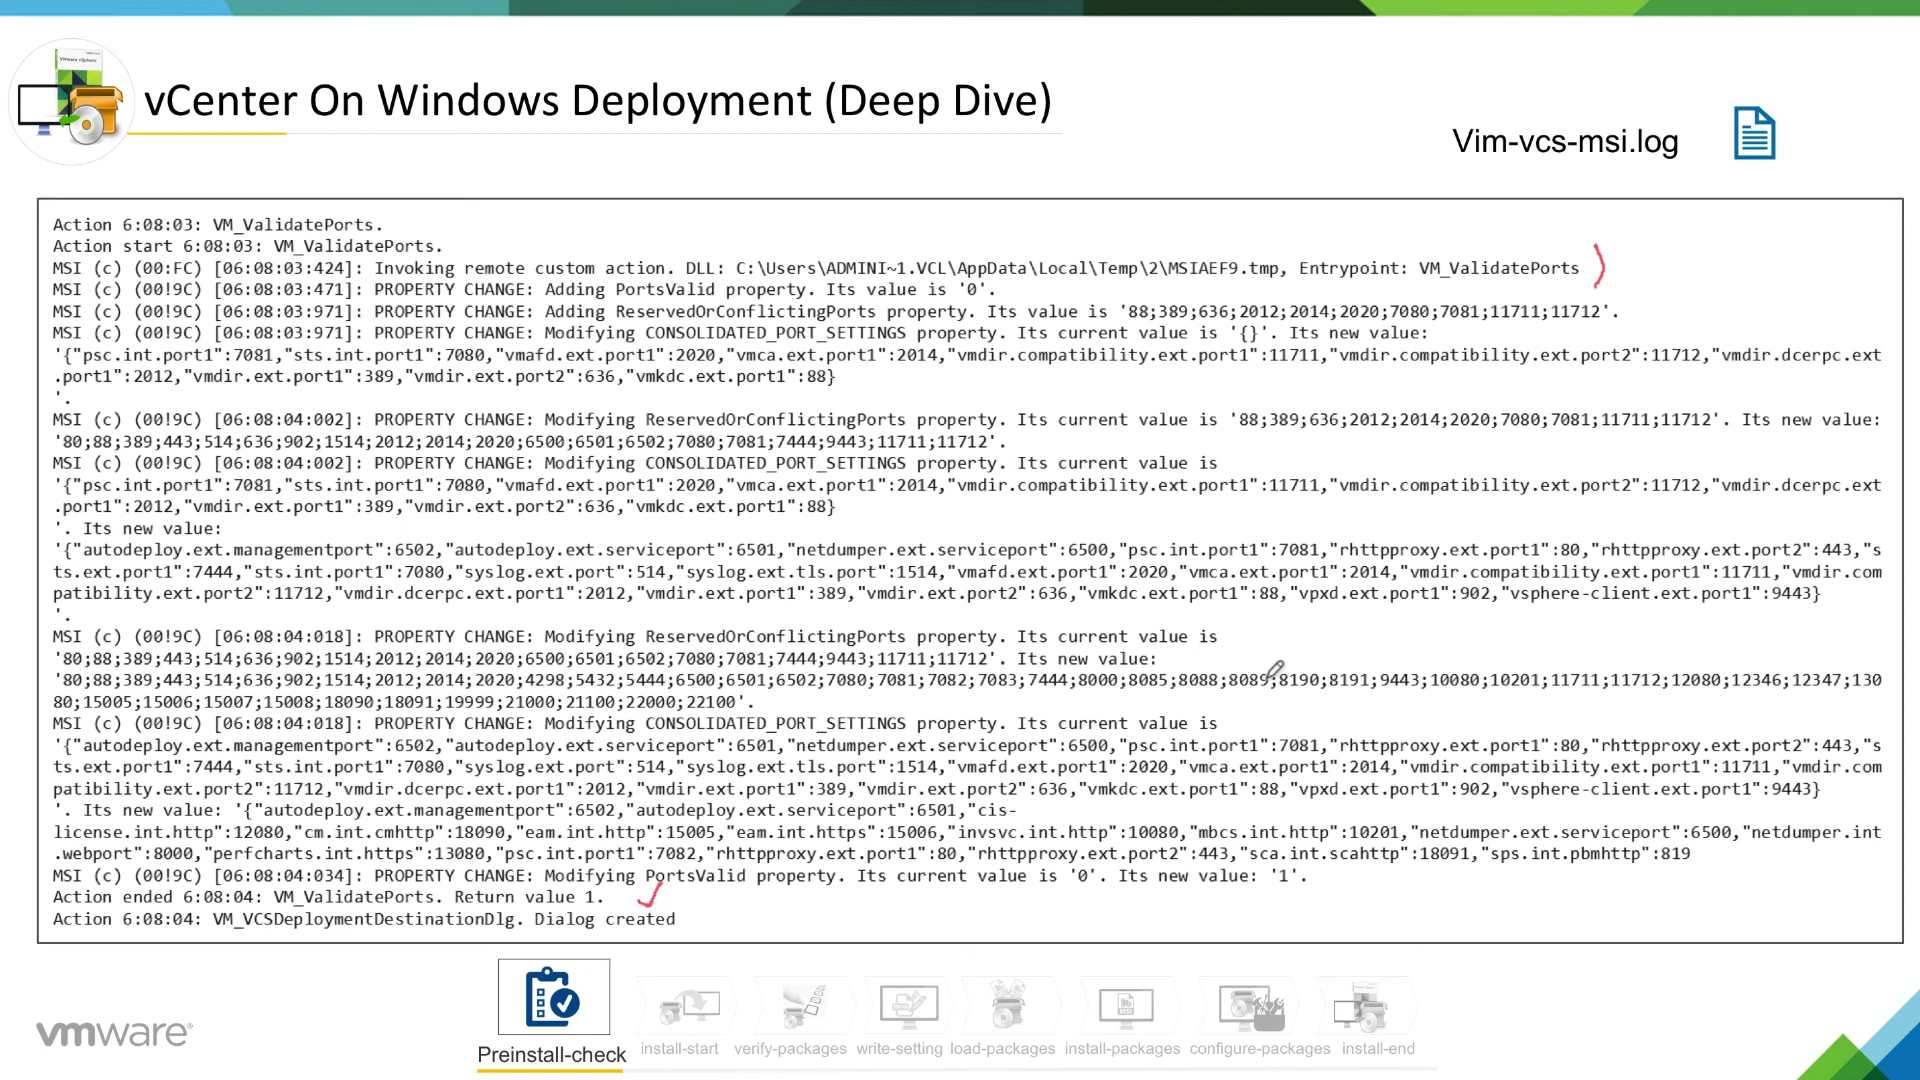 vCenter On Windows Deployment (Deep Dive)
Vim-vcs-msi.log
Action 6:08:03: VM_ValidatePorts.
Action start 6:08:03: VM_ValidatePorts.
MSI (c) (00:FC) [06:08:03:424]: Invoking remote custom action. DLL: C:\Users\ADMINI~1.VCL\AppData\Local\Temp\2\MSIAEF9.tmp, Entrypoint: VM_ValidatePorts
MSI (c) (00!9C) [06:08:03:471]: PROPERTY CHANGE: Adding PortsValid property. Its value is '0'.
MSI (c) (00!9C) [06:08:03:971]: PROPERTY CHANGE: Adding ReservedOrConflictingPorts property. Its value is '88;389;636;2012;2014;2020;7080;7081;11711;11712'.
MSI (c) (00!9C) [06:08:03:971]: PROPERTY CHANGE: Modifying CONSOLIDATED_PORT_SETTINGS property. Its current value is '{}'. Its new value:
'{"psc.int.port1":7081,"sts.int.port1":7080,"vmafd.ext.port1":2020,"vmca.ext.port1":2014,"vmdir.compatibility.ext.port1":11711,"vmdir.compatibility.ext.port2":11712,"vmdir.dcerpc.ext
.port1":2012,"vmdir.ext.port1":389,"vmdir.ext.port2":636,"vmkdc.ext.port1":88}
'.
MSI (c) (00!9C) [06:08:04:002]: PROPERTY CHANGE: Modifying ReservedOrConflictingPorts property. Its current value is '88;389;636;2012;2014;2020;7080;7081;11711;11712'. Its new value:
'80;88;389;443;514;636;902;1514;2012;2014;2020;6500;6501;6502;7080;7081;7444;9443;11711;11712'.
MSI (c) (00!9C) [06:08:04:002]: PROPERTY CHANGE: Modifying CONSOLIDATED_PORT_SETTINGS property. Its current value is
'{"psc.int.port1":7081,"sts.int.port1":7080,"vmafd.ext.port1":2020,"vmca.ext.port1":2014,"vmdir.compatibility.ext.port1":11711,"vmdir.compatibility.ext.port2":11712,"vmdir.dcerpc.ext
.port1":2012,"vmdir.ext.port1":389,"vmdir.ext.port2":636,"vmkdc.ext.port1":88}
'. Its new value:
'{"autodeploy.ext.managementport":6502,"autodeploy.ext.serviceport":6501,"netdumper.ext.serviceport":6500,"psc.int.port1":7081,"rhttpproxy.ext.port1":80,"rhttpproxy.ext.port2":443,"s
ts.ext.port1":7444,"sts.int.port1":7080,"syslog.ext.port":514,"syslog.ext.tls.port":1514,"vmafd.ext.port1":2020,"vmca.ext.port1":2014,"vmdir.compatibility.ext.port1":11711,"vmdir.com
patibility.ext.port2":11712,"vmdir.dcerpc.ext.port1":2012,"vmdir.ext.port1":389,"vmdir.ext.port2":636,"vmkdc.ext.port1":88,"vpxd.ext.port1":902,"vsphere-client.ext.port1":9443}
'.
MSI (c) (00!9C) [06:08:04:018]: PROPERTY CHANGE: Modifying ReservedOrConflictingPorts property. Its current value is
'80;88;389;443;514;636;902;1514;2012;2014;2020;6500;6501;6502;7080;7081;7444;9443;11711;11712'. Its new value:
'80;88;389;443;514;636;902;1514;2012;2014;2020;4298;5432;5444;6500;6501;6502;7080;7081;7082;7083;7444;8000;8085;8088;8089;8190;8191;9443;10080;10201;11711;11712;12080;12346;12347;130
80;15005;15006;15007;15008;18090;18091;19999;21000;21100;22000;22100'.
MSI (c) (00!9C) [06:08:04:018]: PROPERTY CHANGE: Modifying CONSOLIDATED_PORT_SETTINGS property. Its current value is
'{"autodeploy.ext.managementport":6502,"autodeploy.ext.serviceport":6501,"netdumper.ext.serviceport":6500,"psc.int.port1":7081,"rhttpproxy.ext.port1":80,"rhttpproxy.ext.port2":443,"s
ts.ext.port1":7444,"sts.int.port1":7080,"syslog.ext.port":514,"syslog.ext.tls.port":1514,"vmafd.ext.port1":2020,"vmca.ext.port1":2014,"vmdir.compatibility.ext.port1":11711,"vmdir.com
patibility.ext.port2":11712,"vmdir.dcerpc.ext.port1":2012,"vmdir.ext.port1":389,"vmdir.ext.port2":636,"vmkdc.ext.port1":88,"vpxd.ext.port1":902,"vsphere-client.ext.port1":9443}
'. Its new value: '{"autodeploy.ext.managementport":6502,"autodeploy.ext.serviceport":6501,"cis-
license.int.http":12080,"cm.int.cmhttp":18090,"eam.int.http":15005,"eam.int.https":15006,"invsvc.int.http":10080,"mbcs.int.http":10201,"netdumper.ext.serviceport":6500,"netdumper.int
.webport":8000,"perfcharts.int.https":13080,"psc.int.port1":7082,"rhttpproxy.ext.port1":80,"rhttpproxy.ext.port2":443,"sca.int.scahttp":18091,"sps.int.pbmhttp":819
MSI (c) (00!9C) [06:08:04:034]: PROPERTY CHANGE: Modifying PortsValid property. Its current value is '0'. Its new value: '1'.
Action ended 6:08:04: VM_ValidatePorts. Return value 1.
Action 6:08:04: VM_VCSDeploymentDestinationDlg. Dialog created
vmware
Preinstall-check
install-start
verify-packages
write-setting
load-packages
install-packages
configure-packages
install-end